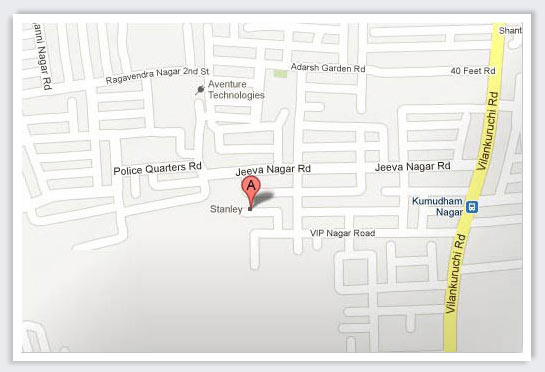 Shant
anni Nagar Rd
Ragavendra Nagar 2nd St
Adarsh Garden Rd
40 Feet Rd
Aventure
Technologies
Vilankuruchi Rd
Police Quarters Rd
Jeeva Nagar Rd
Jeeva Nagar Rd
A
Stanley
Kumudham
Nagar
VIP Nagar Road
Vilankuruchi Rd